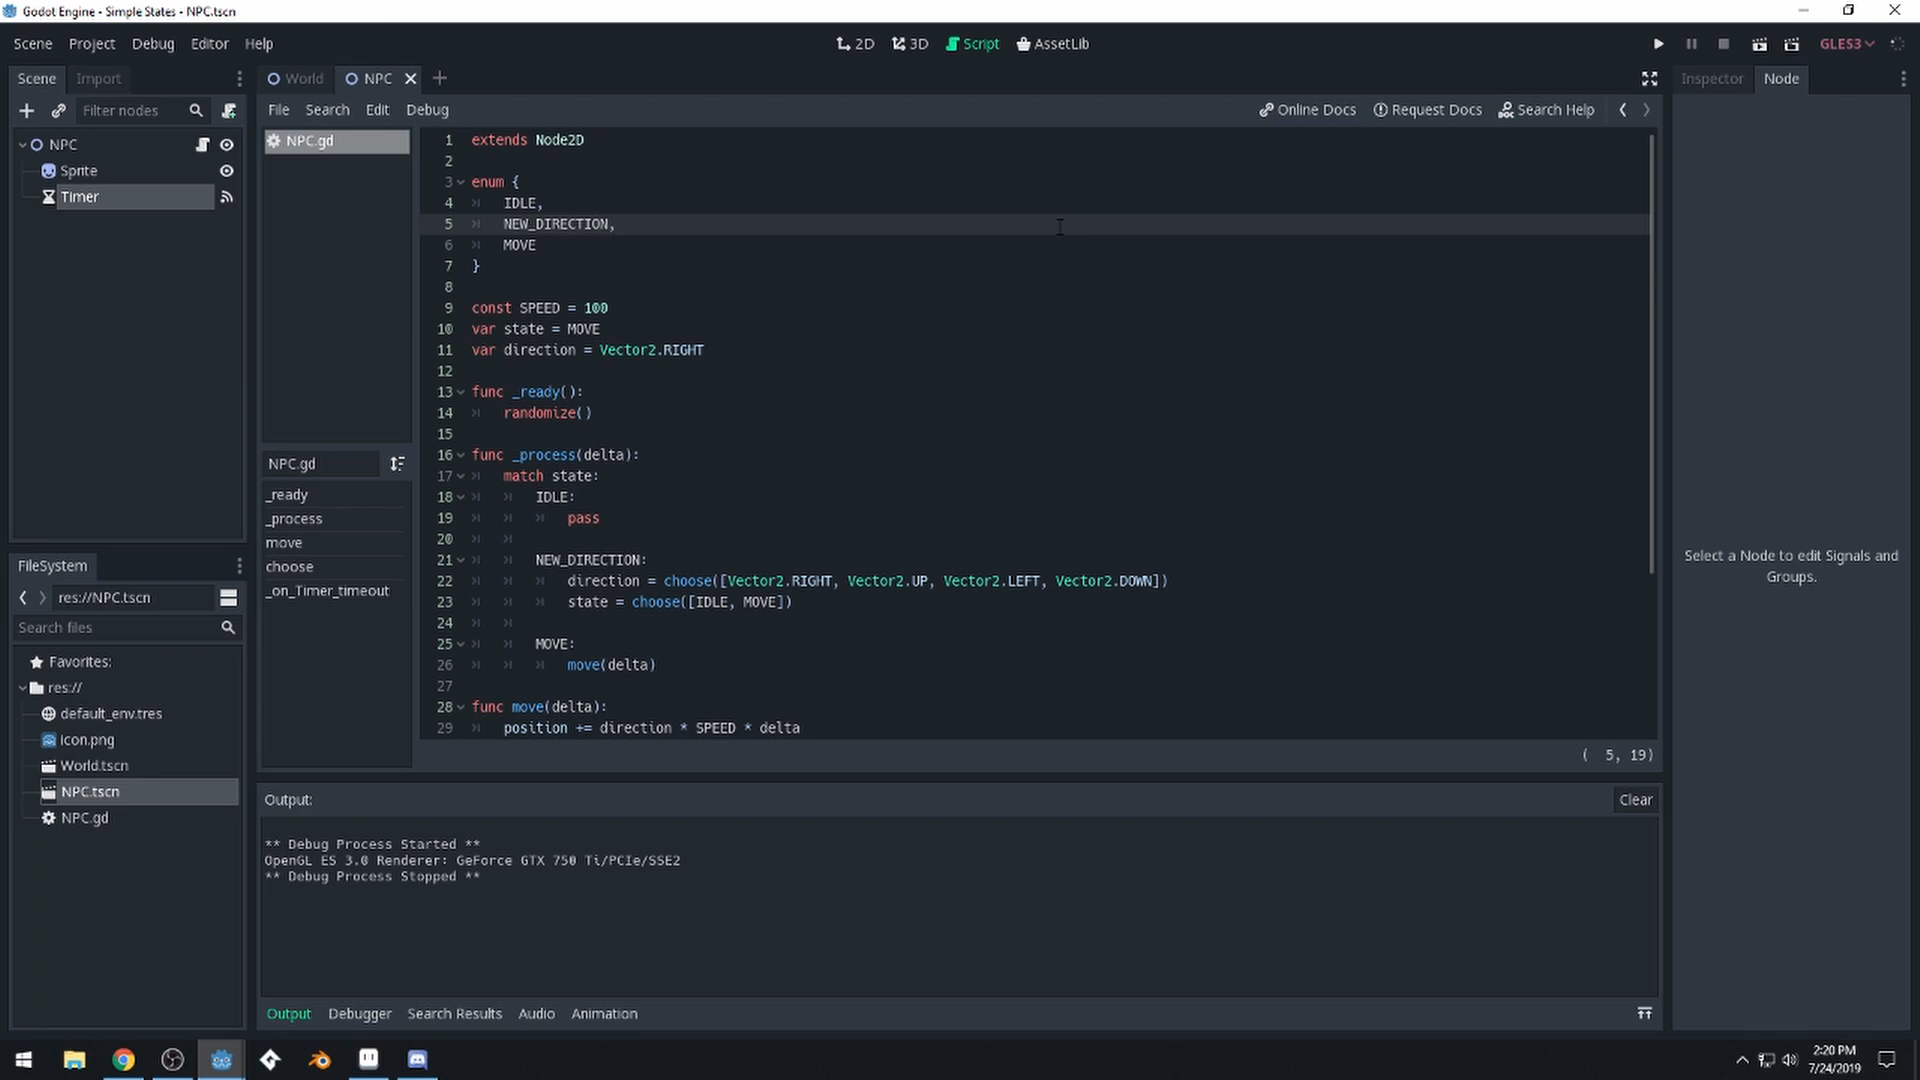 Godot Engine - Simple States - NPC.tscn
Scene Project Debug Editor Help
2D 3D Script AssetLib
GLES3
Scene Import
World NPC
Inspector Node
Filter nodes
File Search Edit Debug
Online Docs Request Docs Search Help
NPC
Sprite
Timer
NPC.gd
NPC.gd
_ready
_process
move
choose
_on_Timer_timeout
1 extends Node2D
2
3 enum {
4 IDLE,
5 NEW_DIRECTION,
6 MOVE
7 }
8
9 const SPEED = 100
10 var state = MOVE
11 var direction = Vector2.RIGHT
12
13 func _ready():
14 randomize()
15
16 func _process(delta):
17 match state:
18 IDLE:
19 pass
20
21 NEW_DIRECTION:
22 direction = choose([Vector2.RIGHT, Vector2.UP, Vector2.LEFT, Vector2.DOWN])
23 state = choose([IDLE, MOVE])
24
25 MOVE:
26 move(delta)
27
28 func move(delta):
29 position += direction * SPEED * delta
( 5, 19)
Select a Node to edit Signals and
Groups.
FileSystem
res://NPC.tscn
Search files
Favorites:
res://
default_env.tres
icon.png
World.tscn
NPC.tscn
NPC.gd
Output:
Clear
** Debug Process Started **
OpenGL ES 3.0 Renderer: GeForce GTX 750 Ti/PCIe/SSE2
** Debug Process Stopped **
Output Debugger Search Results Audio Animation
2:20 PM
7/24/2019